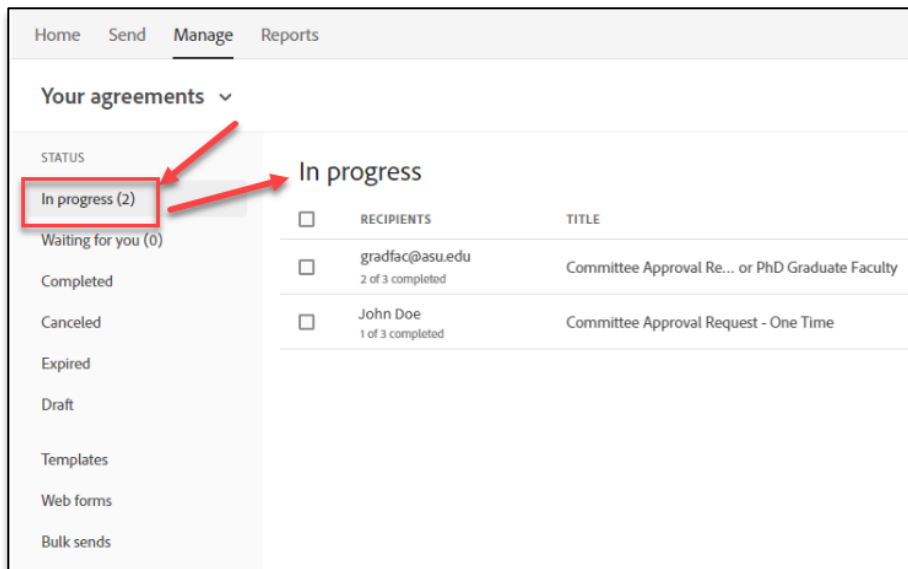 Home Send Manage Reports
Your agreements
STATUS
In progress (2)
Waiting for you (0)
Completed
Canceled
Expired
Draft
Templates
Web forms
Bulk sends
In progress
RECIPIENTS TITLE
gradfac@asu.edu
2 of 3 completed
Committee Approval Re... or PhD Graduate Faculty
John Doe
1 of 3 completed
Committee Approval Request - One Time